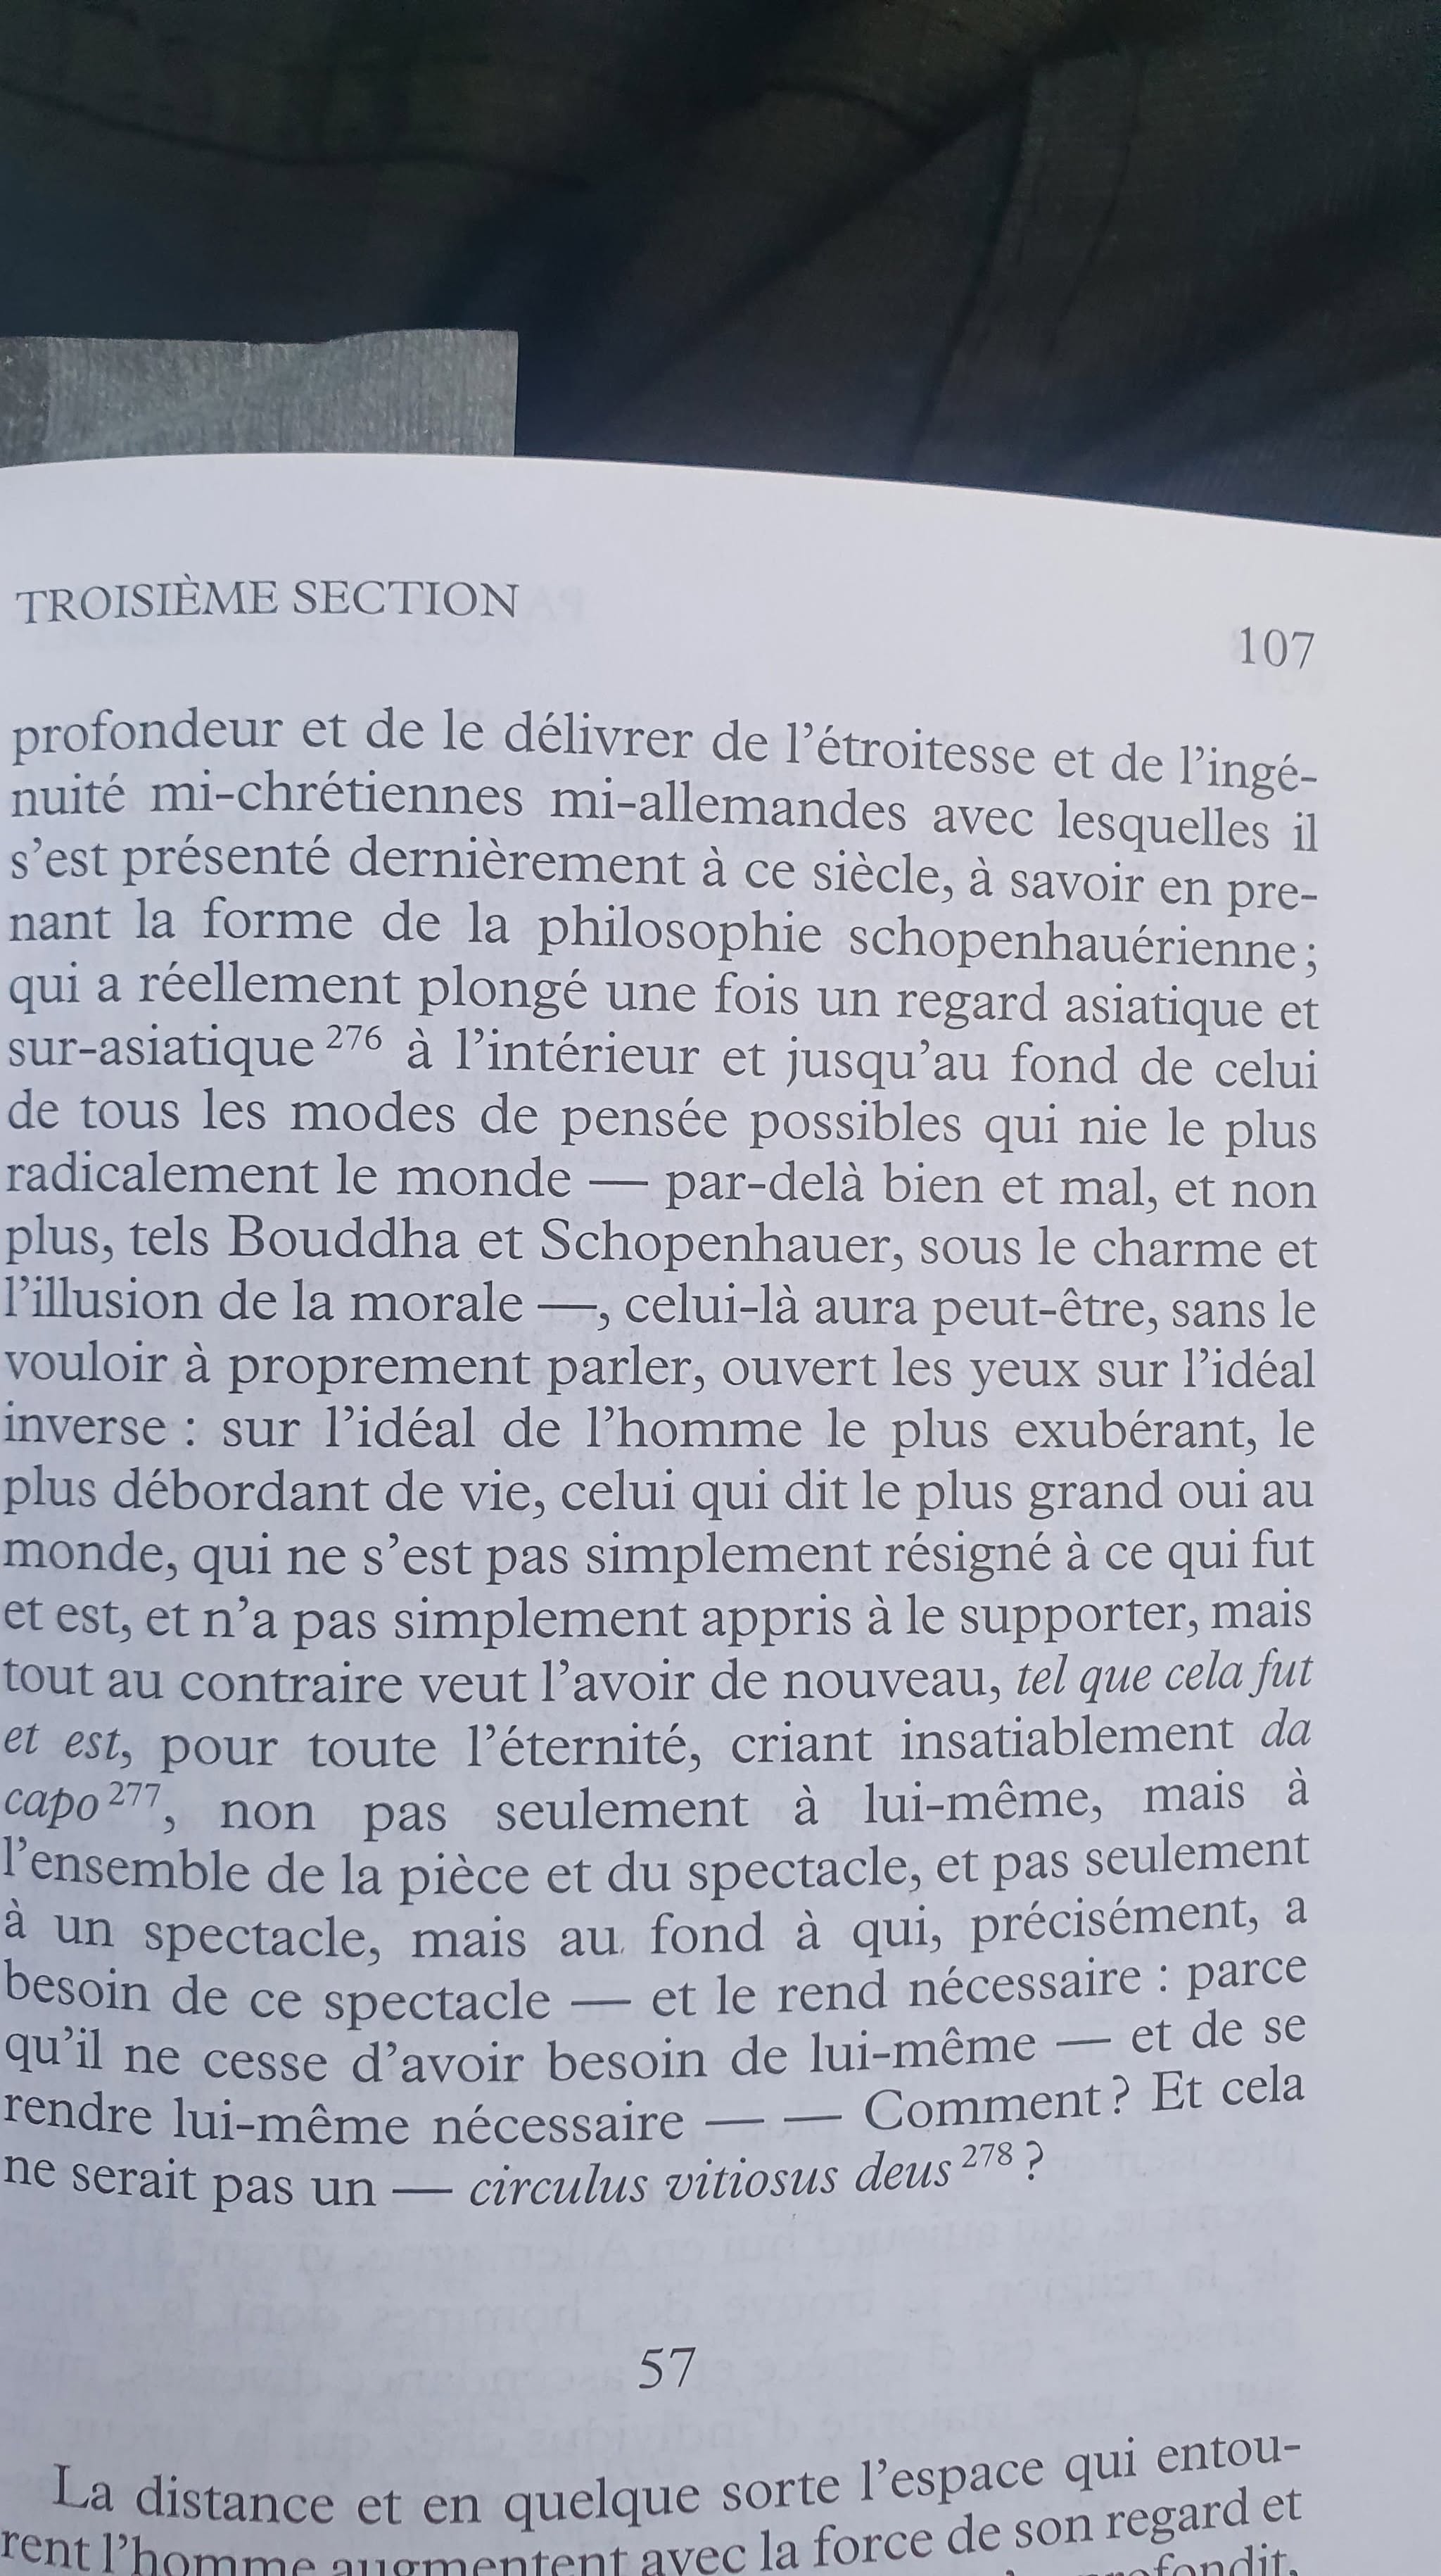 TROISIÈME SECTION
107
profondeur et de le délivrer de l'étroitesse et de l'ingé-
nuité mi-chrétiennes mi-allemandes avec lesquelles il
s'est présenté dernièrement à ce siècle, à savoir en pre-
nant la forme de la philosophie schopenhauérienne ;
qui a réellement plongé une fois un regard asiatique et
sur-asiatique 276 à l'intérieur et jusqu'au fond de celui
de tous les modes de pensée possibles qui nie le plus
radicalement le monde — par-delà bien et mal, et non
plus, tels Bouddha et Schopenhauer, sous le charme et
l'illusion de la morale —, celui-là aura peut-être, sans le
vouloir à proprement parler, ouvert les yeux sur l'idéal
inverse : sur l'idéal de l'homme le plus exubérant, le
plus débordant de vie, celui qui dit le plus grand oui au
monde, qui ne s'est pas simplement résigné à ce qui fut
et est, et n'a pas simplement appris à le supporter, mais
tout au contraire veut l'avoir de nouveau, tel que cela fut
et est, pour toute l'éternité, criant insatiablement da
capo 277, non pas seulement à lui-même, mais à
l'ensemble de la pièce et du spectacle, et pas seulement
à un spectacle, mais au fond à qui, précisément, a
besoin de ce spectacle — et le rend nécessaire : parce
qu'il ne cesse d'avoir besoin de lui-même — et de se
rendre lui-même nécessaire — — Comment ? Et cela
ne serait pas un — circulus vitiosus deus 278 ?
57
La distance et en quelque sorte l'espace qui entou-
rent l'homme augmentent avec la force de son regard et